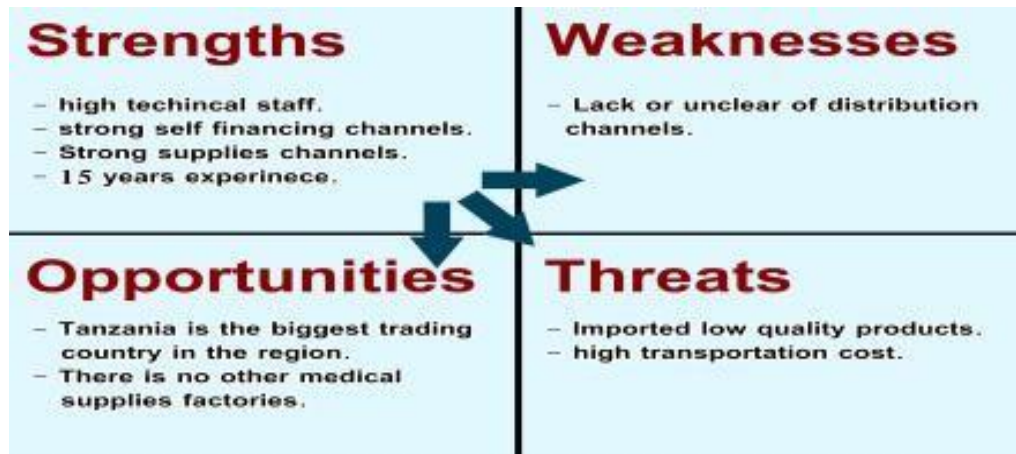 Strengths
– high techincal staff.
– strong self financing channels.
– Strong supplies channels.
– 15 years experinece.
Weaknesses
– Lack or unclear of distribution
channels.
Opportunities
– Tanzania is the biggest trading
country in the region.
– There is no other medical
supplies factories.
Threats
– Imported low quality products.
– high transportation cost.